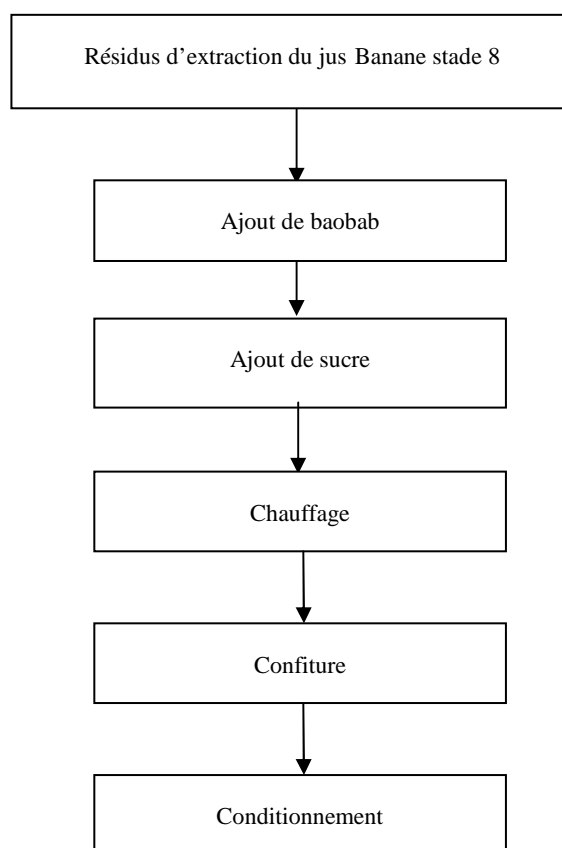 Résidus d’extraction du jus Banane stade 8
Ajout de baobab
Ajout de sucre
Chauffage
Confiture
Conditionnement